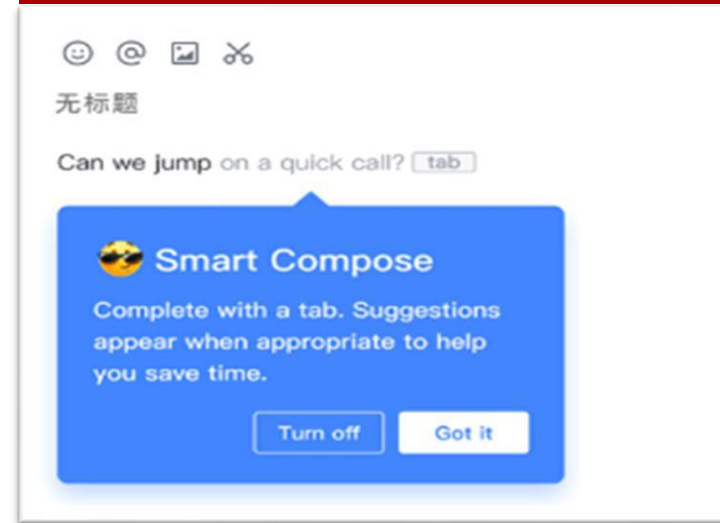 无标题
Can we jump on a quick call? tab
Smart Compose
Complete with a tab. Suggestions
appear when appropriate to help
you save time.
Turn off Got it